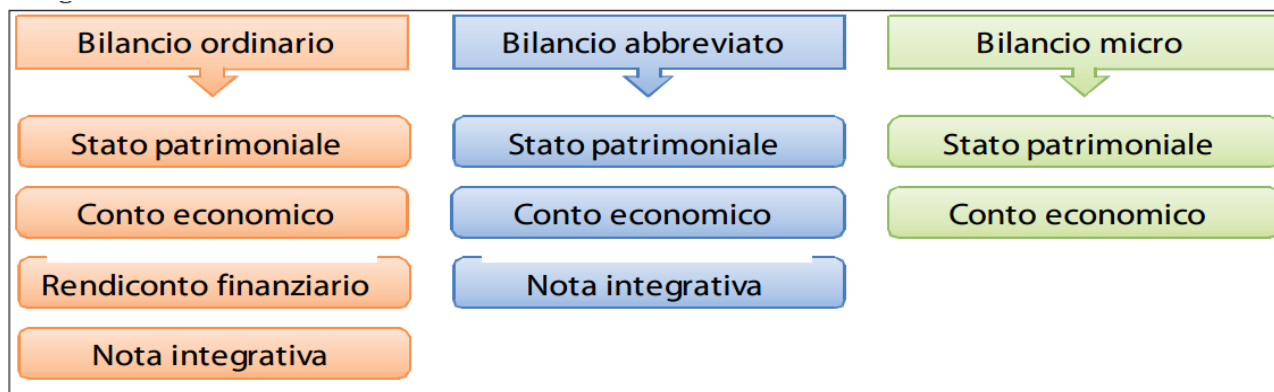 Bilancio ordinario
Stato patrimoniale
Conto economico
Rendiconto finanziario
Nota integrativa
Bilancio abbreviato
Stato patrimoniale
Conto economico
Nota integrativa
Bilancio micro
Stato patrimoniale
Conto economico